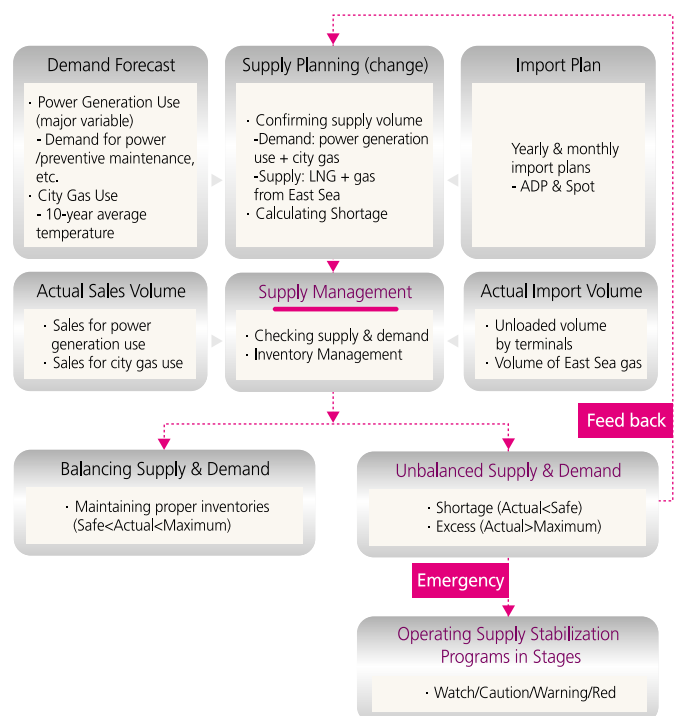 Demand Forecast
· Power Generation Use
(major variable)
- Demand for power
/preventive maintenance,
etc.
· City Gas Use
- 10-year average
temperature
Supply Planning (change)
· Confirming supply volume
-Demand: power generation
use + city gas
-Supply: LNG + gas
from East Sea
· Calculating Shortage
Import Plan
Yearly & monthly
import plans
- ADP & Spot
Actual Sales Volume
· Sales for power
generation use
· Sales for city gas use
Supply Management
· Checking supply & demand
· Inventory Management
Actual Import Volume
· Unloaded volume
by terminals
· Volume of East Sea gas
Feed back
Balancing Supply & Demand
· Maintaining proper inventories
(Safe<Actual<Maximum)
Unbalanced Supply & Demand
· Shortage (Actual<Safe)
· Excess (Actual>Maximum)
Emergency
Operating Supply Stabilization
Programs in Stages
· Watch/Caution/Warning/Red